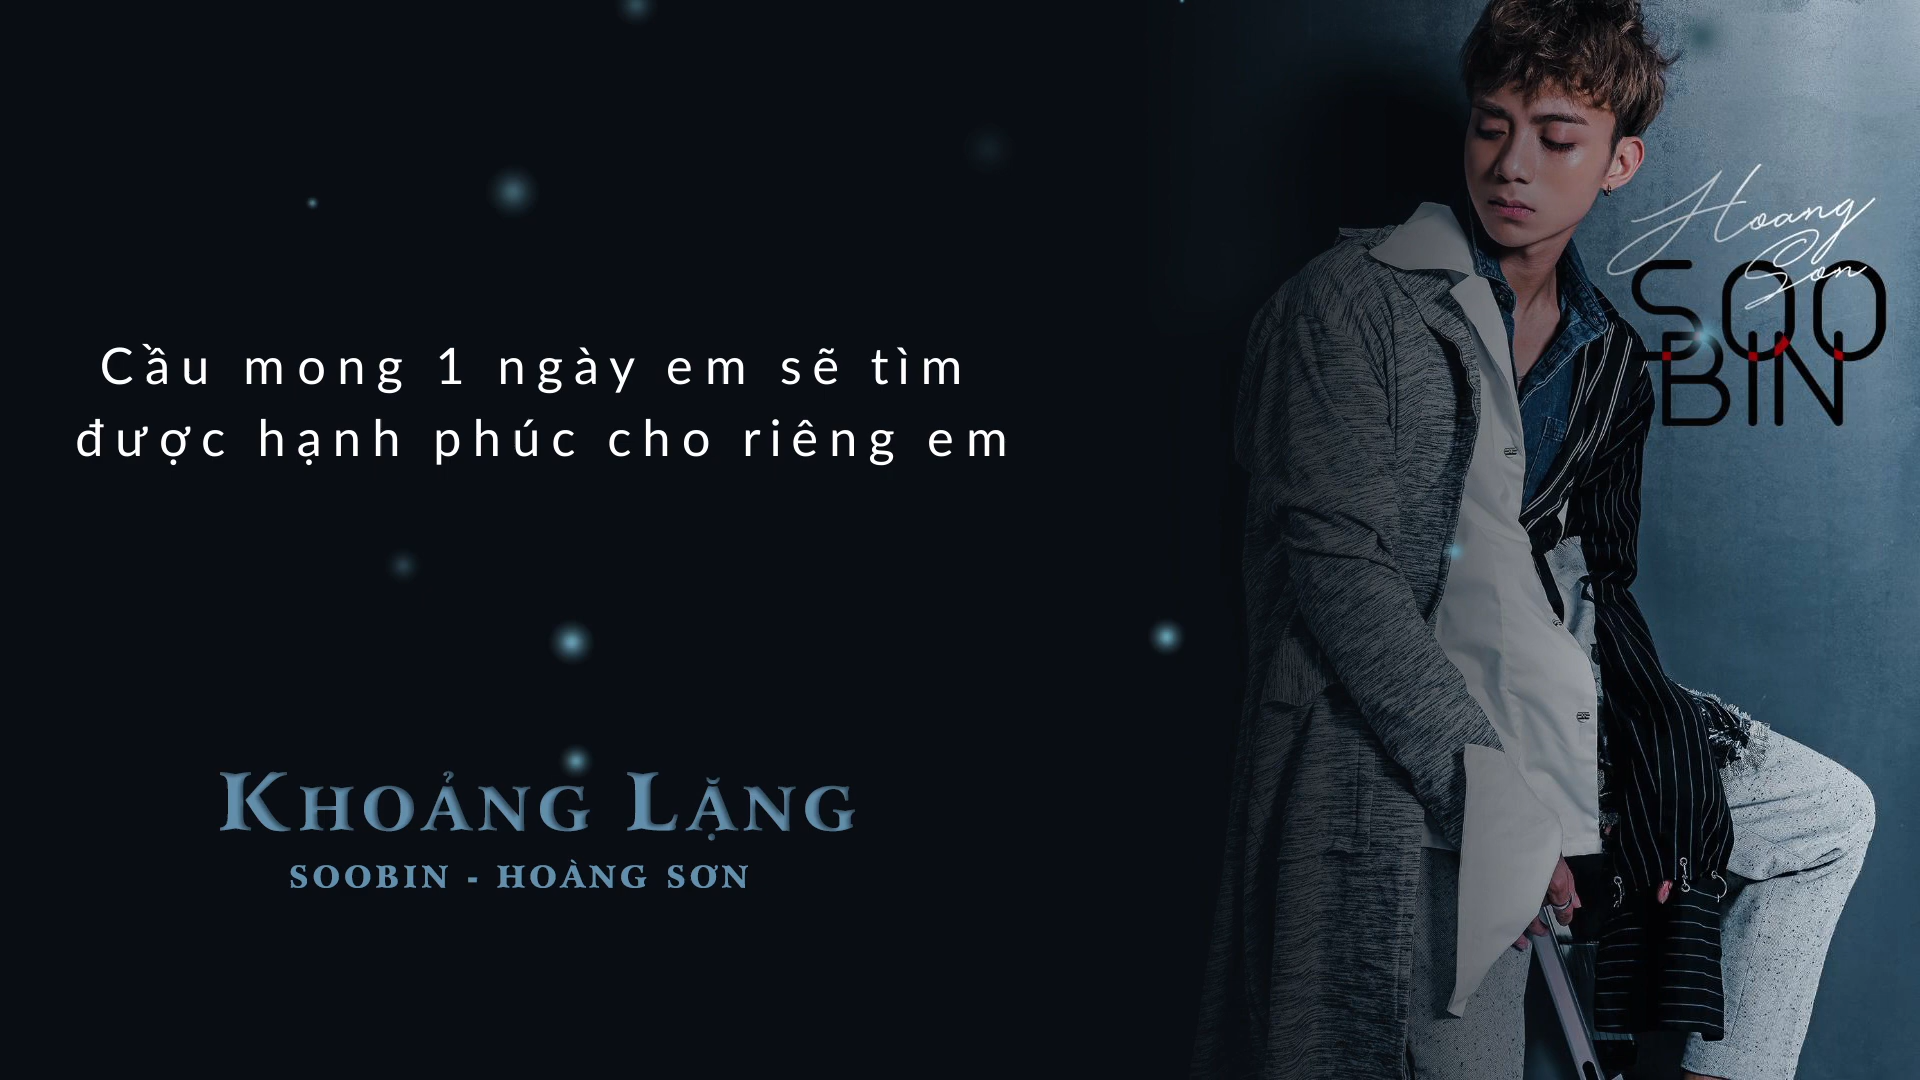 Cầu mong 1 ngày em sẽ tìm
được hạnh phúc cho riêng em
Hoang
Son
SOO
BIN
KHOẢNG LẶNG
SOOBIN - HOÀNG SƠN